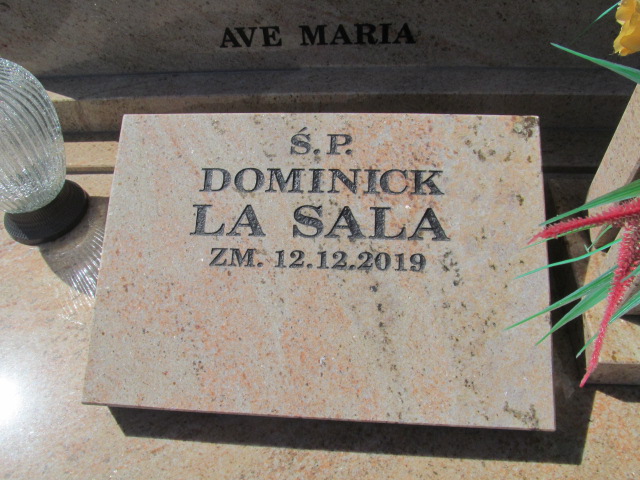 AVE MARIA
Ś.P.
DOMINICK
LA SALA
ZM. 12.12.2019